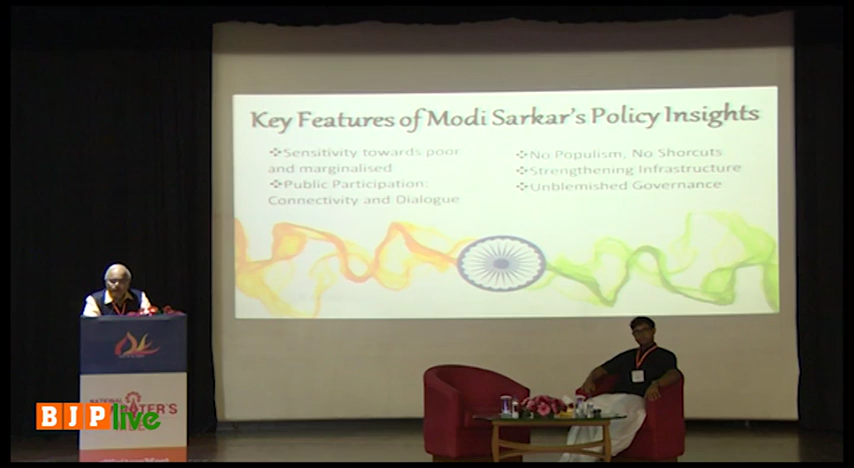 Key Features of Modi Sarkar's Policy Insights
❖Sensitivity towards poor
and marginalised
❖Public Participation:
Connectivity and Dialogue
❖No Populism, No Shorcuts
❖Strengthening Infrastructure
❖Unblemished Governance
NATIONAL
BJP live